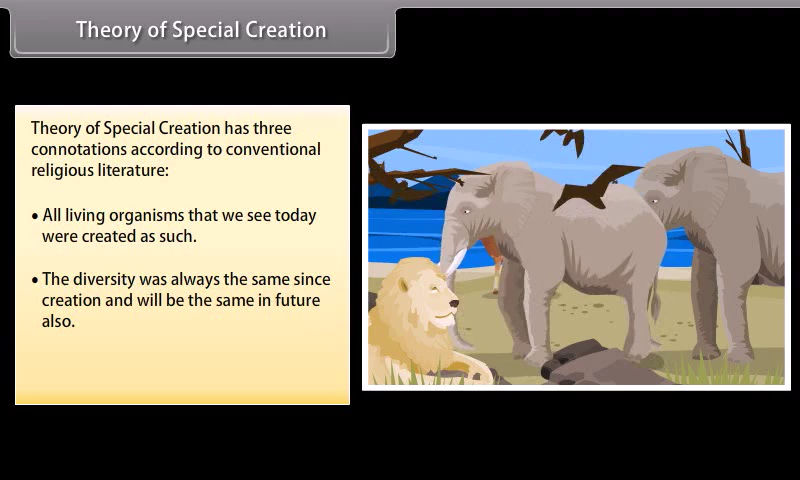 Theory of Special Creation
Theory of Special Creation has three
connotations according to conventional
religious literature:
• All living organisms that we see today
were created as such.
• The diversity was always the same since
creation and will be the same in future
also.